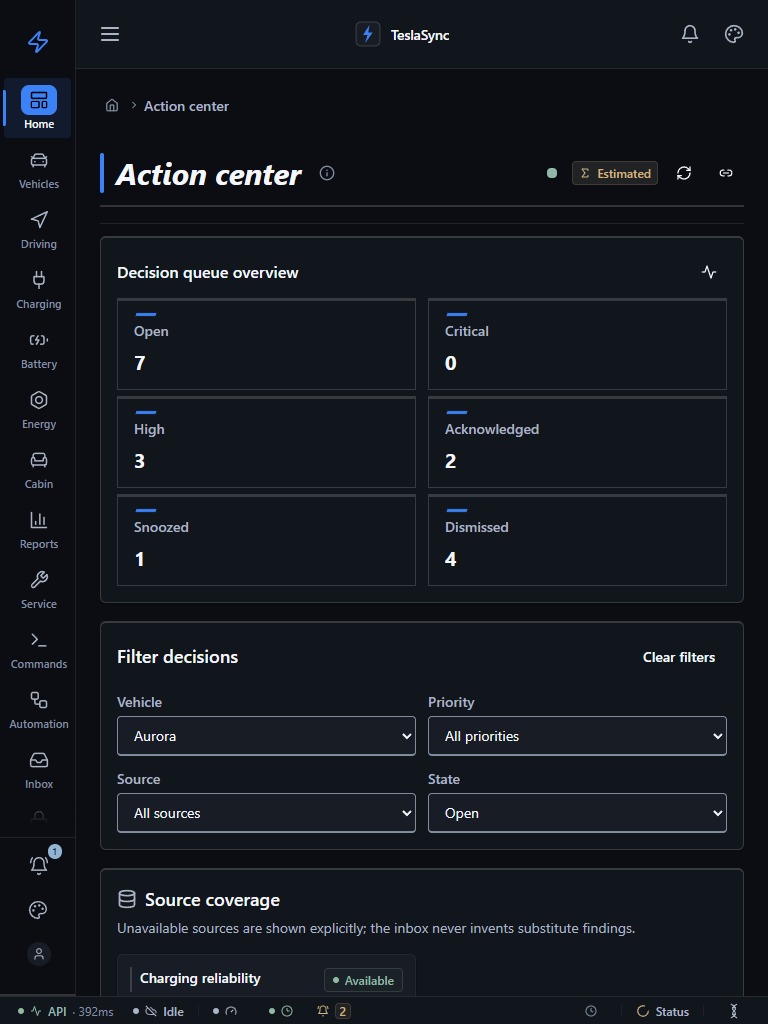 TeslaSync
Home
Vehicles
Driving
Charging
Battery
Energy
Cabin
Reports
Service
Commands
Automation
Inbox
1
Action center
Action center
Estimated
Decision queue overview
Open
7
Critical
0
High
3
Acknowledged
2
Snoozed
1
Dismissed
4
Filter decisions
Clear filters
Vehicle
Aurora
Priority
All priorities
Source
All sources
State
Open
Source coverage
Unavailable sources are shown explicitly; the inbox never invents substitute findings.
Charging reliability
Available
API · 392ms
Idle
2
Status